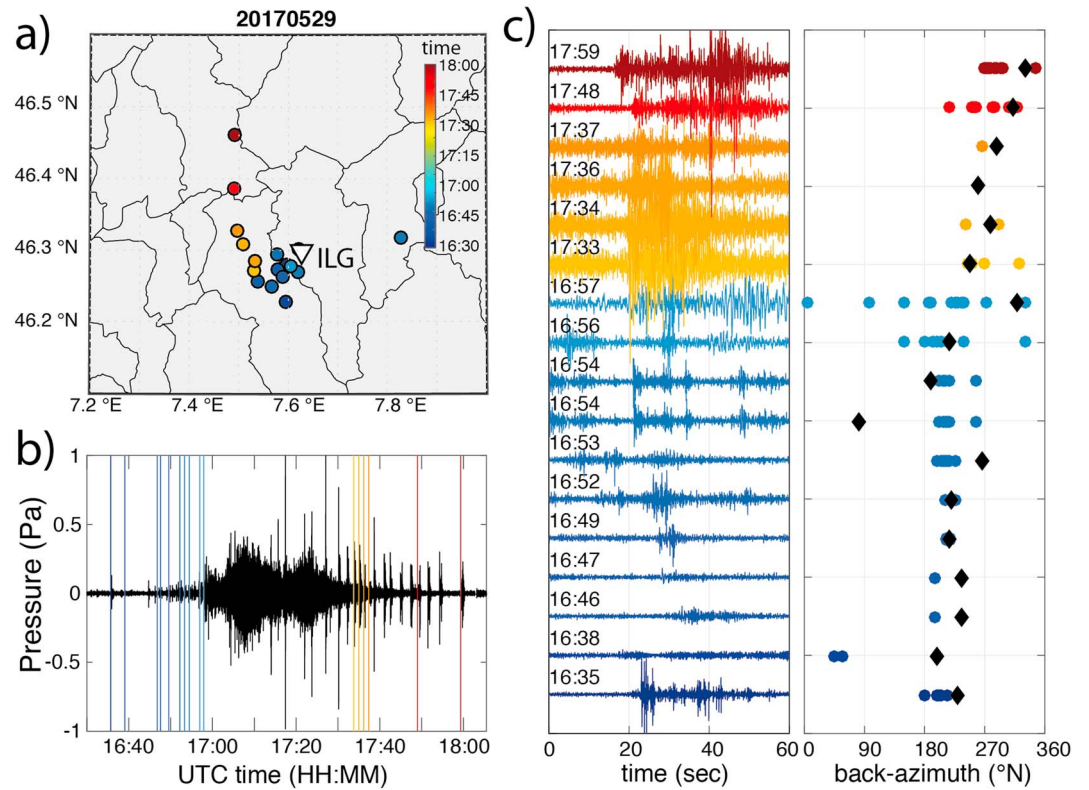 a)
20170529
time
18:00
17:45
17:30
17:15
17:00
16:45
16:30
46.5 °N
46.4 °N
46.3 °N
46.2 °N
ILG
7.2 °E
7.4 °E
7.6 °E
7.8 °E
b)
1
0.5
0
-0.5
-1
Pressure (Pa)
16:40
17:00
17:20
17:40
18:00
UTC time (HH:MM)
c)
17:59
17:48
17:37
17:36
17:34
17:33
16:57
16:56
16:54
16:54
16:53
16:52
16:49
16:47
16:46
16:38
16:35
0
20
40
60
time (sec)
0
90
180
270
360
back-azimuth (°N)